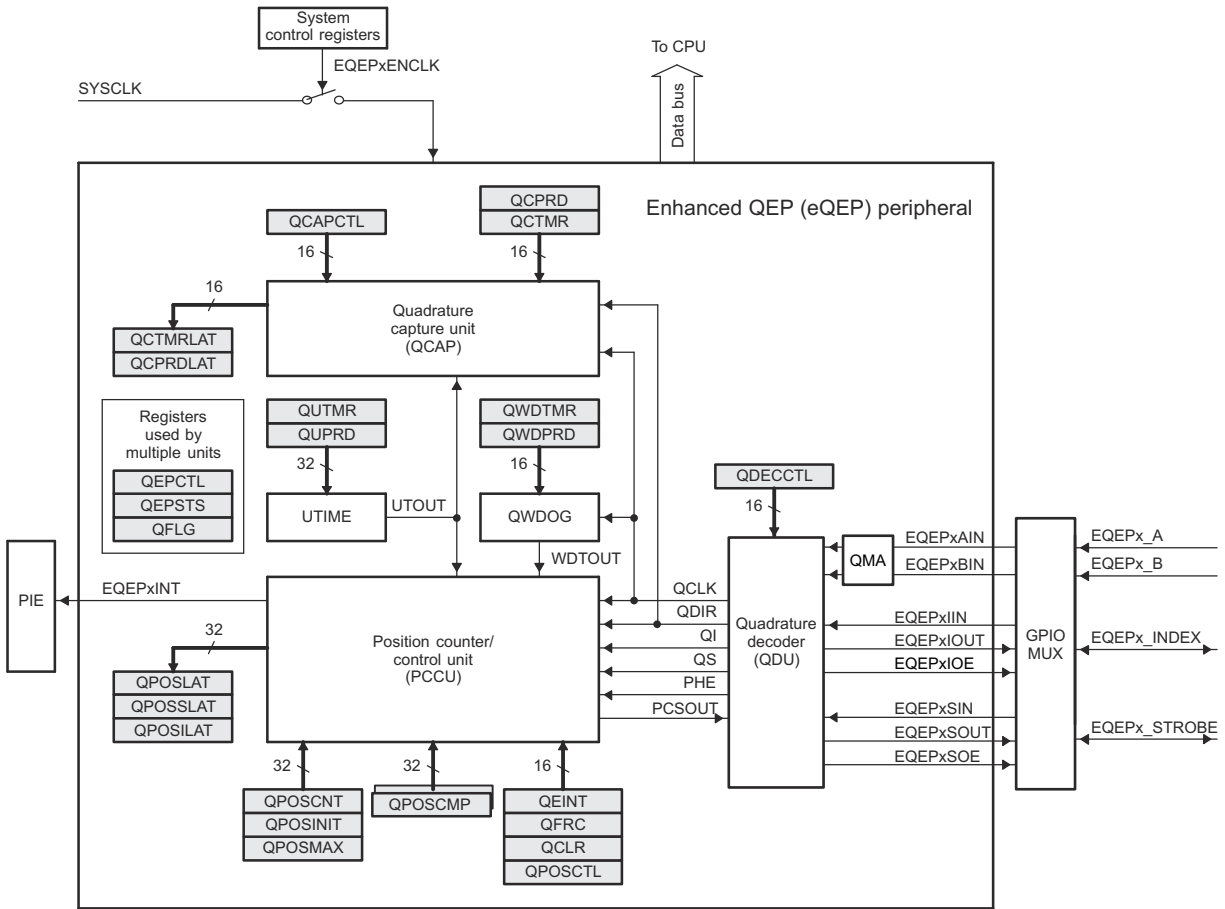 System
control registers
To CPU
EQEPxENCLK
SYSCLK
Data bus
Enhanced QEP (eQEP) peripheral
QCPRD
QCAPCTL
QCTMR
16
16
16
Quadrature
capture unit
(QCAP)
QCTMRLAT
QCPRDLAT
Registers
used by
multiple units
QEPCTL
QEPSTS
QFLG
QUTMR
QUPRD
32
QWDTMR
QWDPRD
16
UTIME
UTOUT
QWDOG
WDTOUT
QDECCTL
16
PIE
EQEPxINT
Position counter/
control unit
(PCCU)
QCLK
QDIR
QI
QS
PHE
PCSOUT
Quadrature
decoder
(QDU)
QMA
EQEPxAIN
EQEPxBIN
EQEPxIIN
EQEPxIOUT
EQEPxIOE
EQEPxSIN
EQEPxSOUT
EQEPxSOE
GPIO
MUX
EQEPx_A
EQEPx_B
EQEPx_INDEX
EQEPx_STROBE
32
QPOSLAT
QPOSSLAT
QPOSILAT
32
32
16
QPOSCNT
QPOSINIT
QPOSMAX
QPOSCMP
QEINT
QFRC
QCLR
QPOSCTL